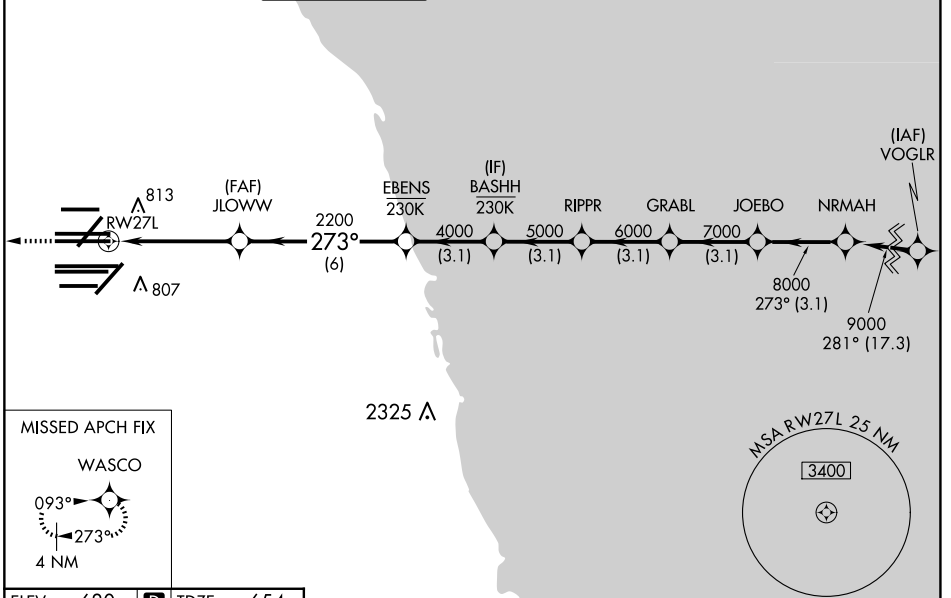 (IAF)
VOGLR
(IF)
BASHH
230K
(FAF)
JLOWW
EBENS
230K
RIPPR
GRABL
JOEBO
NRMAH
813
RW27L
2200
273°
(6)
4000
(3.1)
5000
(3.1)
6000
(3.1)
7000
(3.1)
8000
273° (3.1)
9000
281° (17.3)
807
2325
MISSED APCH FIX
WASCO
093°
273°
4 NM
MSA RW27L 25 NM
3400